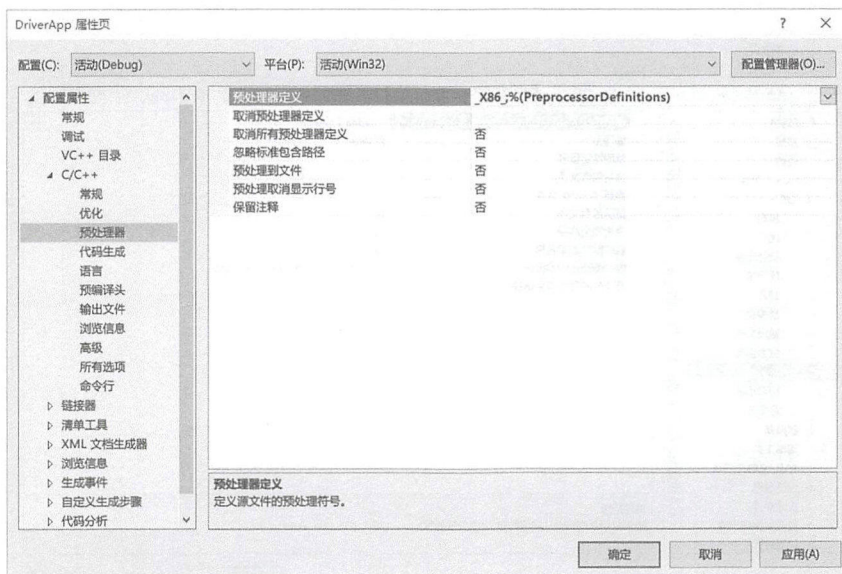 DriverApp 属性页
? ×
配置(C): 活动(Debug) 平台(P): 活动(Win32) 配置管理器(O)...
配置属性
常规
调试
VC++ 目录
C/C++
常规
优化
预处理器
代码生成
语言
预编译头
输出文件
浏览信息
高级
所有选项
命令行
链接器
清单工具
XML 文档生成器
浏览信息
生成事件
自定义生成步骤
代码分析
预处理器定义 _X86_;%(PreprocessorDefinitions)
取消预处理器定义
取消所有预处理器定义 否
忽略标准包含路径 否
预处理到文件 否
预处理取消显示行号 否
保留注释 否
预处理器定义
定义源文件的预处理符号。
确定 取消 应用(A)